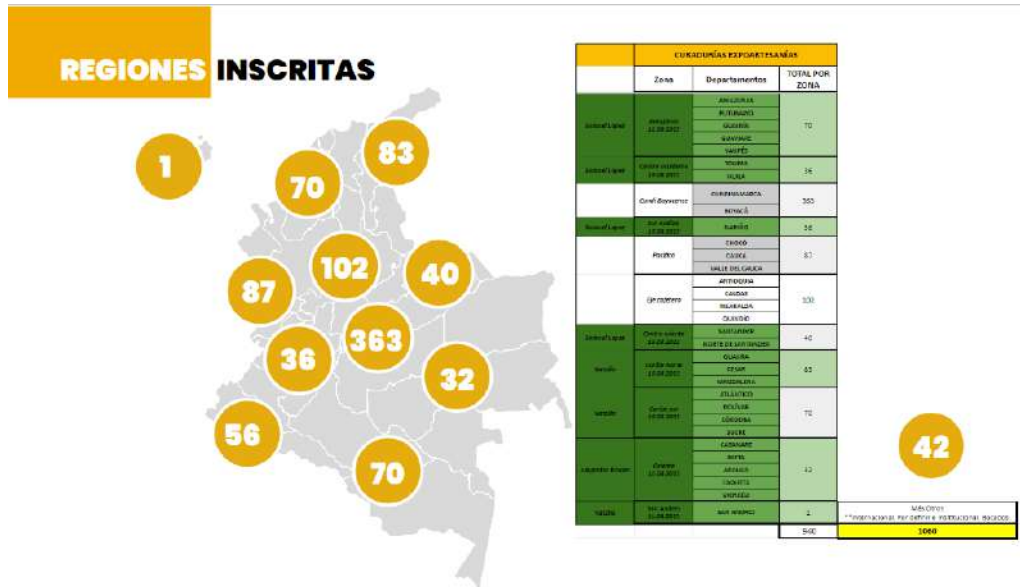 REGIONES INSCRITAS
1
83
70
102
40
87
363
36
32
56
70
42
CURADURÍAS EXPOARTESANÍAS
Zona Departamentos TOTAL POR ZONA
AMAZONAS
PUTUMAYO
GUAINÍA
GUAVIARE
VAUPÉS
70
TOLIMA
HUILA
36
CUNDINAMARCA
BOYACÁ
363
NARIÑO
56
Pacífico
CHOCÓ
CAUCA
VALLE DEL CAUCA
87
Eje cafetero
ANTIOQUIA
CALDAS
RISARALDA
QUINDÍO
102
SANTANDER
NORTE DE SANTANDER
40
GUAJIRA
CESAR
MAGDALENA
83
ATLÁNTICO
BOLÍVAR
CÓRDOBA
SUCRE
70
CASANARE
META
ARAUCA
CAQUETÁ
VICHADA
32
SAN ANDRÉS
1
940
1060